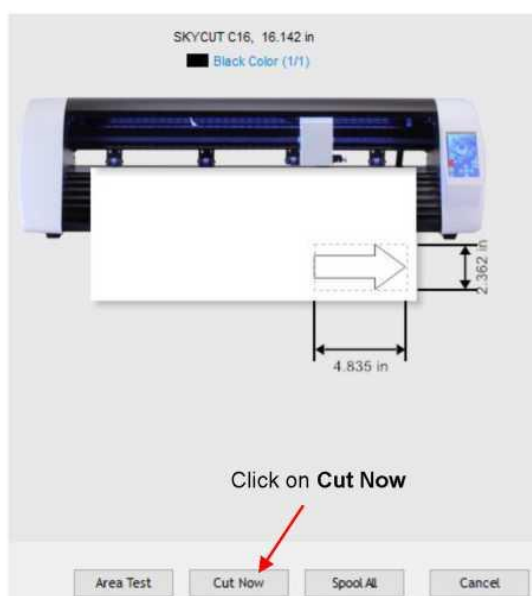 SKYCUT C16, 16.142 in
Black Color (1/1)
2.362 in
4.835 in
Click on Cut Now
Area Test Cut Now Spool All Cancel